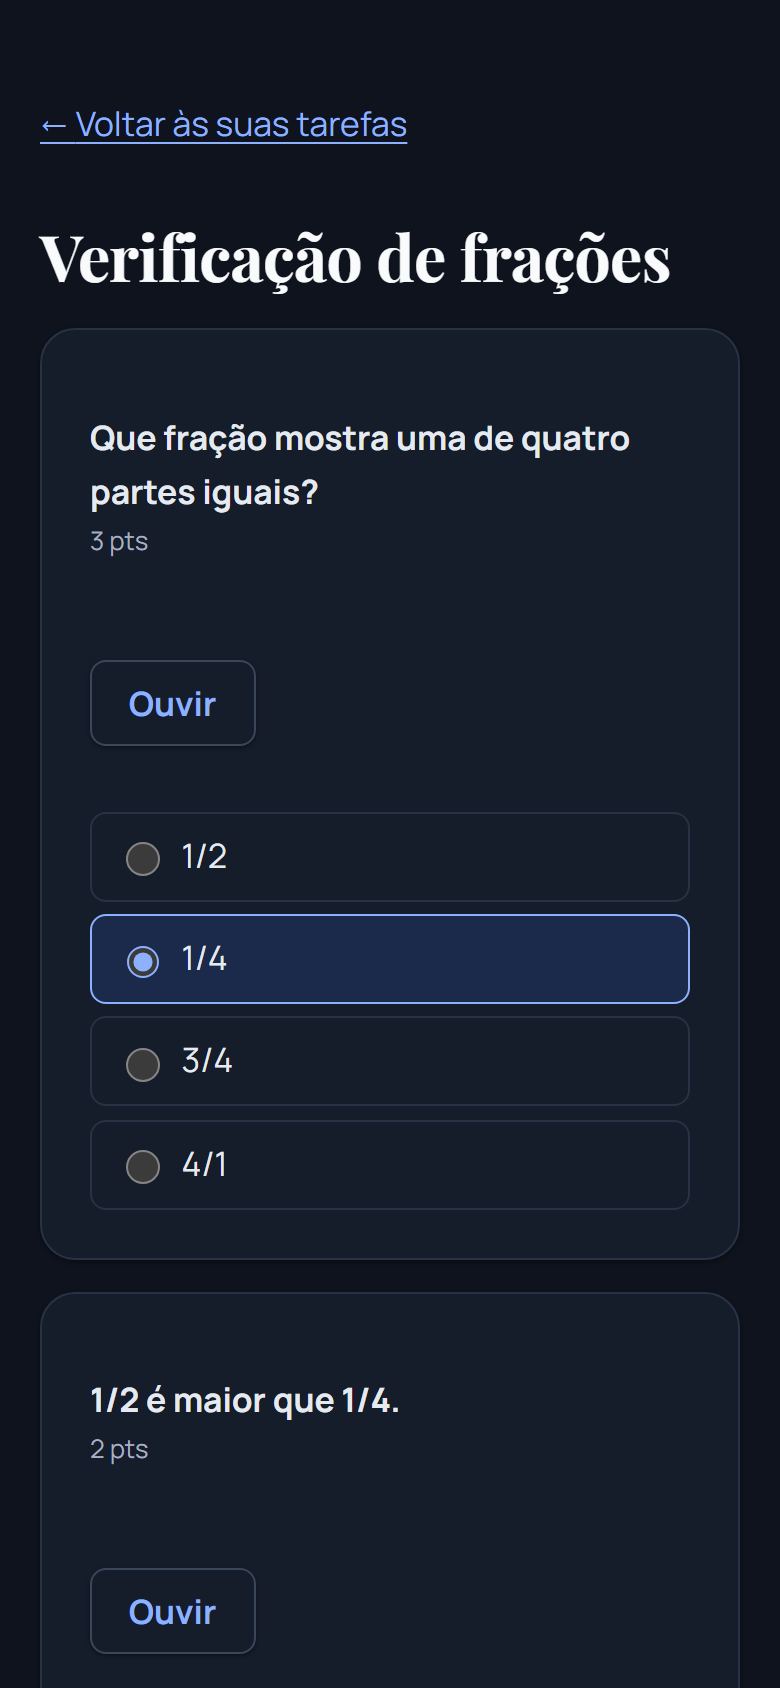 ← Voltar às suas tarefas
Verificação de frações
Que fração mostra uma de quatro
partes iguais?
3 pts
Ouvir
1/2
1/4
3/4
4/1
1/2 é maior que 1/4.
2 pts
Ouvir